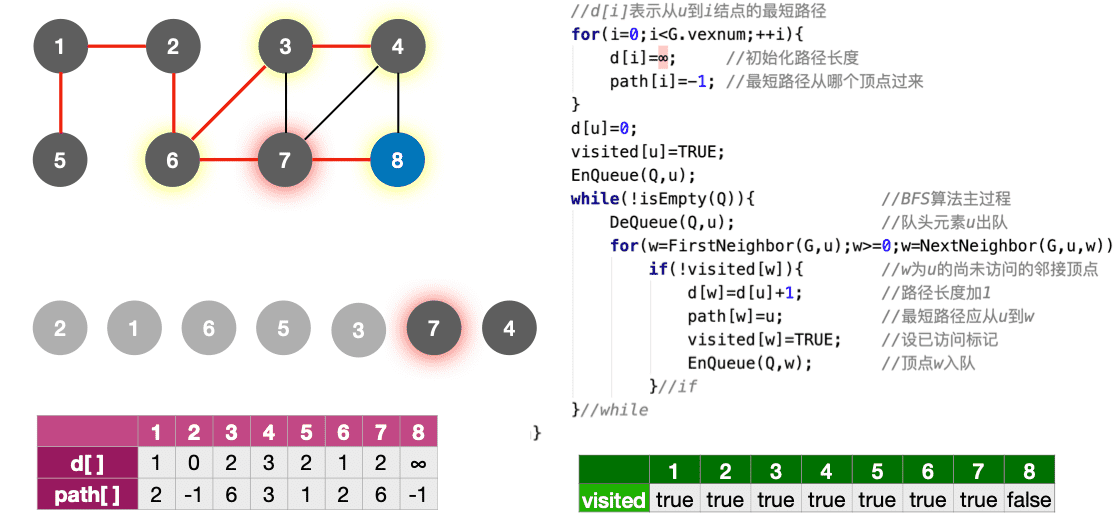 1 2 3 4
5 6 7 8
2 1 6 5 3 7 4
1 2 3 4 5 6 7 8
d[ ] 1 0 2 3 2 1 2 ∞
path[ ] 2 -1 6 3 1 2 6 -1
//d[i]表示从u到i结点的最短路径
for(i=0;i<G.vexnum;++i){
d[i]=∞; //初始化路径长度
path[i]=-1; //最短路径从哪个顶点过来
}
d[u]=0;
visited[u]=TRUE;
EnQueue(Q,u);
while(!isEmpty(Q)){ //BFS算法主过程
DeQueue(Q,u); //队头元素u出队
for(w=FirstNeighbor(G,u);w>=0;w=NextNeighbor(G,u,w))
if(!visited[w]){ //w为u的尚未访问的邻接顶点
d[w]=d[u]+1; //路径长度加1
path[w]=u; //最短路径应从u到w
visited[w]=TRUE; //设已访问标记
EnQueue(Q,w); //顶点w入队
}//if
}//while
}
1 2 3 4 5 6 7 8
visited true true true true true true true false